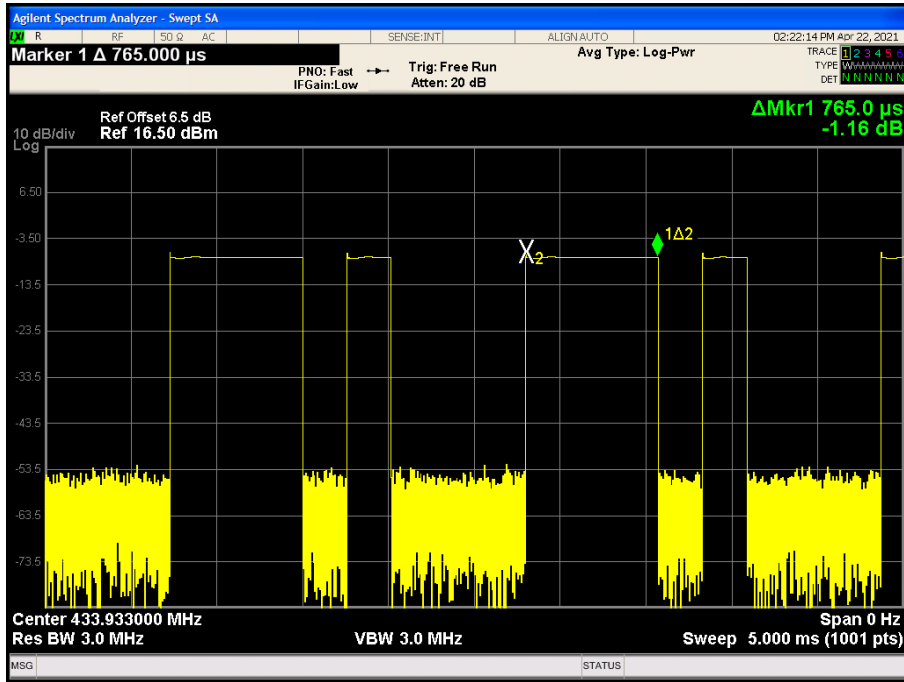 Agilent Spectrum Analyzer - Swept SA
LXI R RF 50 Ω AC SENSE:INT ALIGNAUTO 02:22:14 PM Apr 22, 2021
Marker 1 Δ 765.000 µs Avg Type: Log-Pwr TRACE 1 2 3 4 5 6
PNO: Fast Trig: Free Run TYPE
IFGain:Low Atten: 20 dB DET N N N N N N
ΔMkr1 765.0 µs
-1.16 dB
Ref Offset 6.5 dB
10 dB/div Ref 16.50 dBm
Log
6.50
-3.50
1Δ2
X2
-13.5
-23.5
-33.5
-43.5
-53.5
-63.5
-73.5
Center 433.933000 MHz Span 0 Hz
Res BW 3.0 MHz VBW 3.0 MHz Sweep 5.000 ms (1001 pts)
MSG STATUS